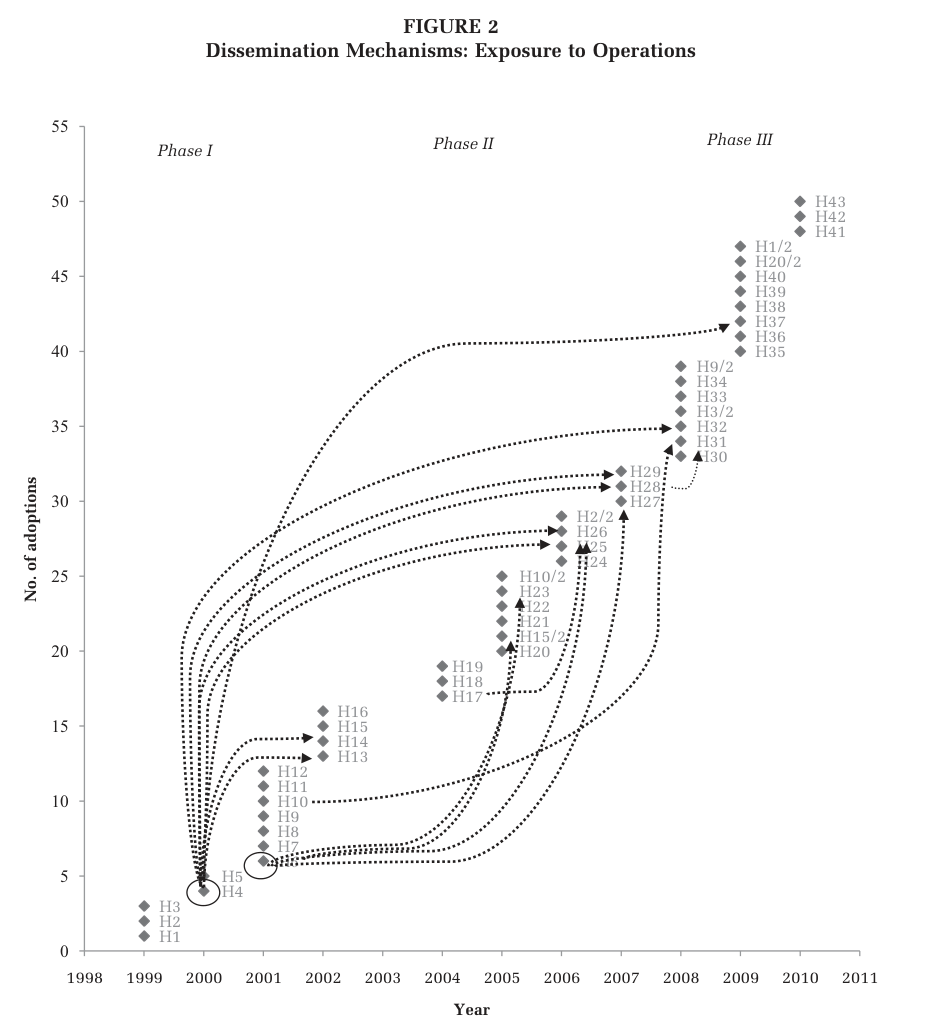 FIGURE 2
Dissemination Mechanisms: Exposure to Operations
Phase I
Phase II
Phase III
No. of adoptions
55
50
45
40
35
30
25
20
15
10
5
0
H43
H42
H41
H1/2
H20/2
H40
H39
H38
H37
H36
H35
H9/2
H34
H33
H3/2
H32
H31
H30
H29
H28
H27
H2/2
H26
H25
H24
H10/2
H23
H22
H21
H15/2
H20
H19
H18
H17
H16
H15
H14
H13
H12
H11
H10
H9
H8
H7
H5
H4
H3
H2
H1
1998 1999 2000 2001 2002 2003 2004 2005 2006 2007 2008 2009 2010 2011
Year